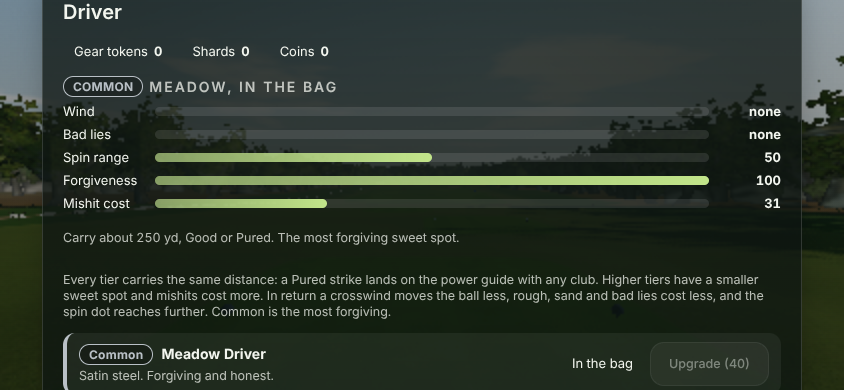 Driver
Gear tokens 0 Shards 0 Coins 0
COMMON MEADOW, IN THE BAG
Wind none
Bad lies none
Spin range 50
Forgiveness 100
Mishit cost 31
Carry about 250 yd, Good or Pured. The most forgiving sweet spot.
Every tier carries the same distance: a Pured strike lands on the power guide with any club. Higher tiers have a smaller
sweet spot and mishits cost more. In return a crosswind moves the ball less, rough, sand and bad lies cost less, and the
spin dot reaches further. Common is the most forgiving.
Common Meadow Driver
In the bag Upgrade (40)
Satin steel. Forgiving and honest.